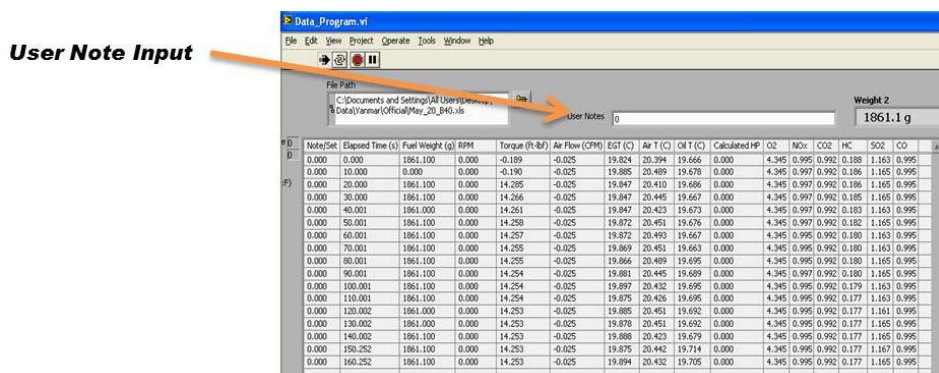 Data_Program.vi
File Edit View Project Operate Tools Window Help
User Note Input
File Path
C:\Documents and Settings\All Users\Desktop\
Data\Yanmar\Official\May_20_B40.xls
User Notes 0
Weight 2
1861.1 g
Note/Set Elapsed Time (s) Fuel Weight (g) RPM Torque (ft-lbf) Air Flow (CFM) EGT (C) Air T (C) Oil T (C) Calculated HP O2 NOx CO2 HC SO2 CO
0.000 0.000 1861.100 0.000 -0.189 -0.025 19.824 20.394 19.666 0.000 4.345 0.995 0.992 0.188 1.163 0.995
0.000 10.000 0.000 0.000 -0.190 -0.025 19.885 20.489 19.678 0.000 4.345 0.997 0.992 0.186 1.165 0.995
0.000 20.000 1861.100 0.000 14.285 -0.025 19.847 20.410 19.686 0.000 4.345 0.997 0.992 0.186 1.165 0.995
0.000 30.000 1861.100 0.000 14.266 -0.025 19.847 20.445 19.667 0.000 4.345 0.997 0.992 0.185 1.165 0.995
0.000 40.001 1861.000 0.000 14.261 -0.025 19.847 20.423 19.673 0.000 4.345 0.997 0.992 0.183 1.163 0.995
0.000 50.001 1861.100 0.000 14.258 -0.025 19.872 20.451 19.676 0.000 4.345 0.997 0.992 0.182 1.165 0.995
0.000 60.001 1861.100 0.000 14.257 -0.025 19.872 20.493 19.667 0.000 4.345 0.995 0.992 0.180 1.163 0.995
0.000 70.001 1861.100 0.000 14.255 -0.025 19.869 20.451 19.663 0.000 4.345 0.995 0.992 0.180 1.163 0.995
0.000 80.001 1861.100 0.000 14.255 -0.025 19.866 20.489 19.695 0.000 4.345 0.995 0.992 0.180 1.165 0.995
0.000 90.001 1861.100 0.000 14.254 -0.025 19.881 20.445 19.689 0.000 4.345 0.997 0.992 0.180 1.165 0.995
0.000 100.001 1861.100 0.000 14.254 -0.025 19.897 20.432 19.695 0.000 4.345 0.995 0.992 0.179 1.163 0.995
0.000 110.001 1861.100 0.000 14.254 -0.025 19.875 20.426 19.695 0.000 4.345 0.995 0.992 0.177 1.163 0.995
0.000 120.002 1861.000 0.000 14.253 -0.025 19.885 20.451 19.692 0.000 4.345 0.995 0.992 0.177 1.161 0.995
0.000 130.002 1861.000 0.000 14.253 -0.025 19.878 20.451 19.692 0.000 4.345 0.995 0.992 0.177 1.165 0.995
0.000 140.002 1861.100 0.000 14.253 -0.025 19.888 20.423 19.679 0.000 4.345 0.995 0.992 0.177 1.165 0.995
0.000 150.252 1861.100 0.000 14.253 -0.025 19.875 20.442 19.714 0.000 4.345 0.995 0.992 0.177 1.167 0.995
0.000 160.252 1861.100 0.000 14.253 -0.025 19.894 20.432 19.705 0.000 4.345 0.995 0.992 0.177 1.165 0.995